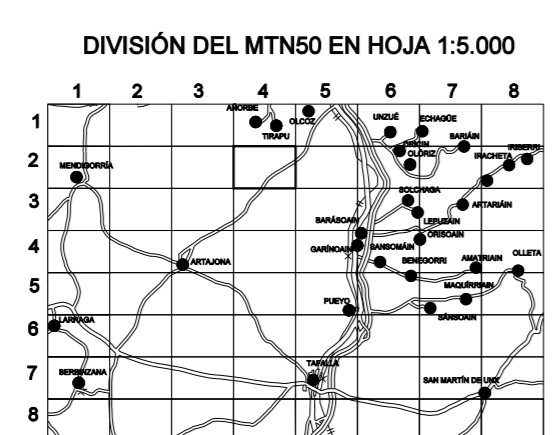 DIVISIÓN DEL MTN50 EN HOJA 1:5.000
1 2 3 4 5 6 7 8
1
AÑORBE
TIRAPU
OLCOZ
UNZUÉ
ECHAGÜE
BARIÁIN
ORICIN
OLÓRIZ
IRIBERRI
IRACHETA
2
MENDIGORRÍA
3
SOLCHAGA
LEPUZAIN
ARTARIÁIN
BARÁSOAIN
ORISOAIN
4
GARÍNOAIN
SANSOMÁIN
ARTAJONA
BENEGORRI
AMATRIAIN
OLLETA
5
MAQUÍRRIAIN
PUEYO
SÁNSOAIN
6
LARRAGA
7
TAFALLA
BERBINZANA
SAN MARTÍN DE UNX
8